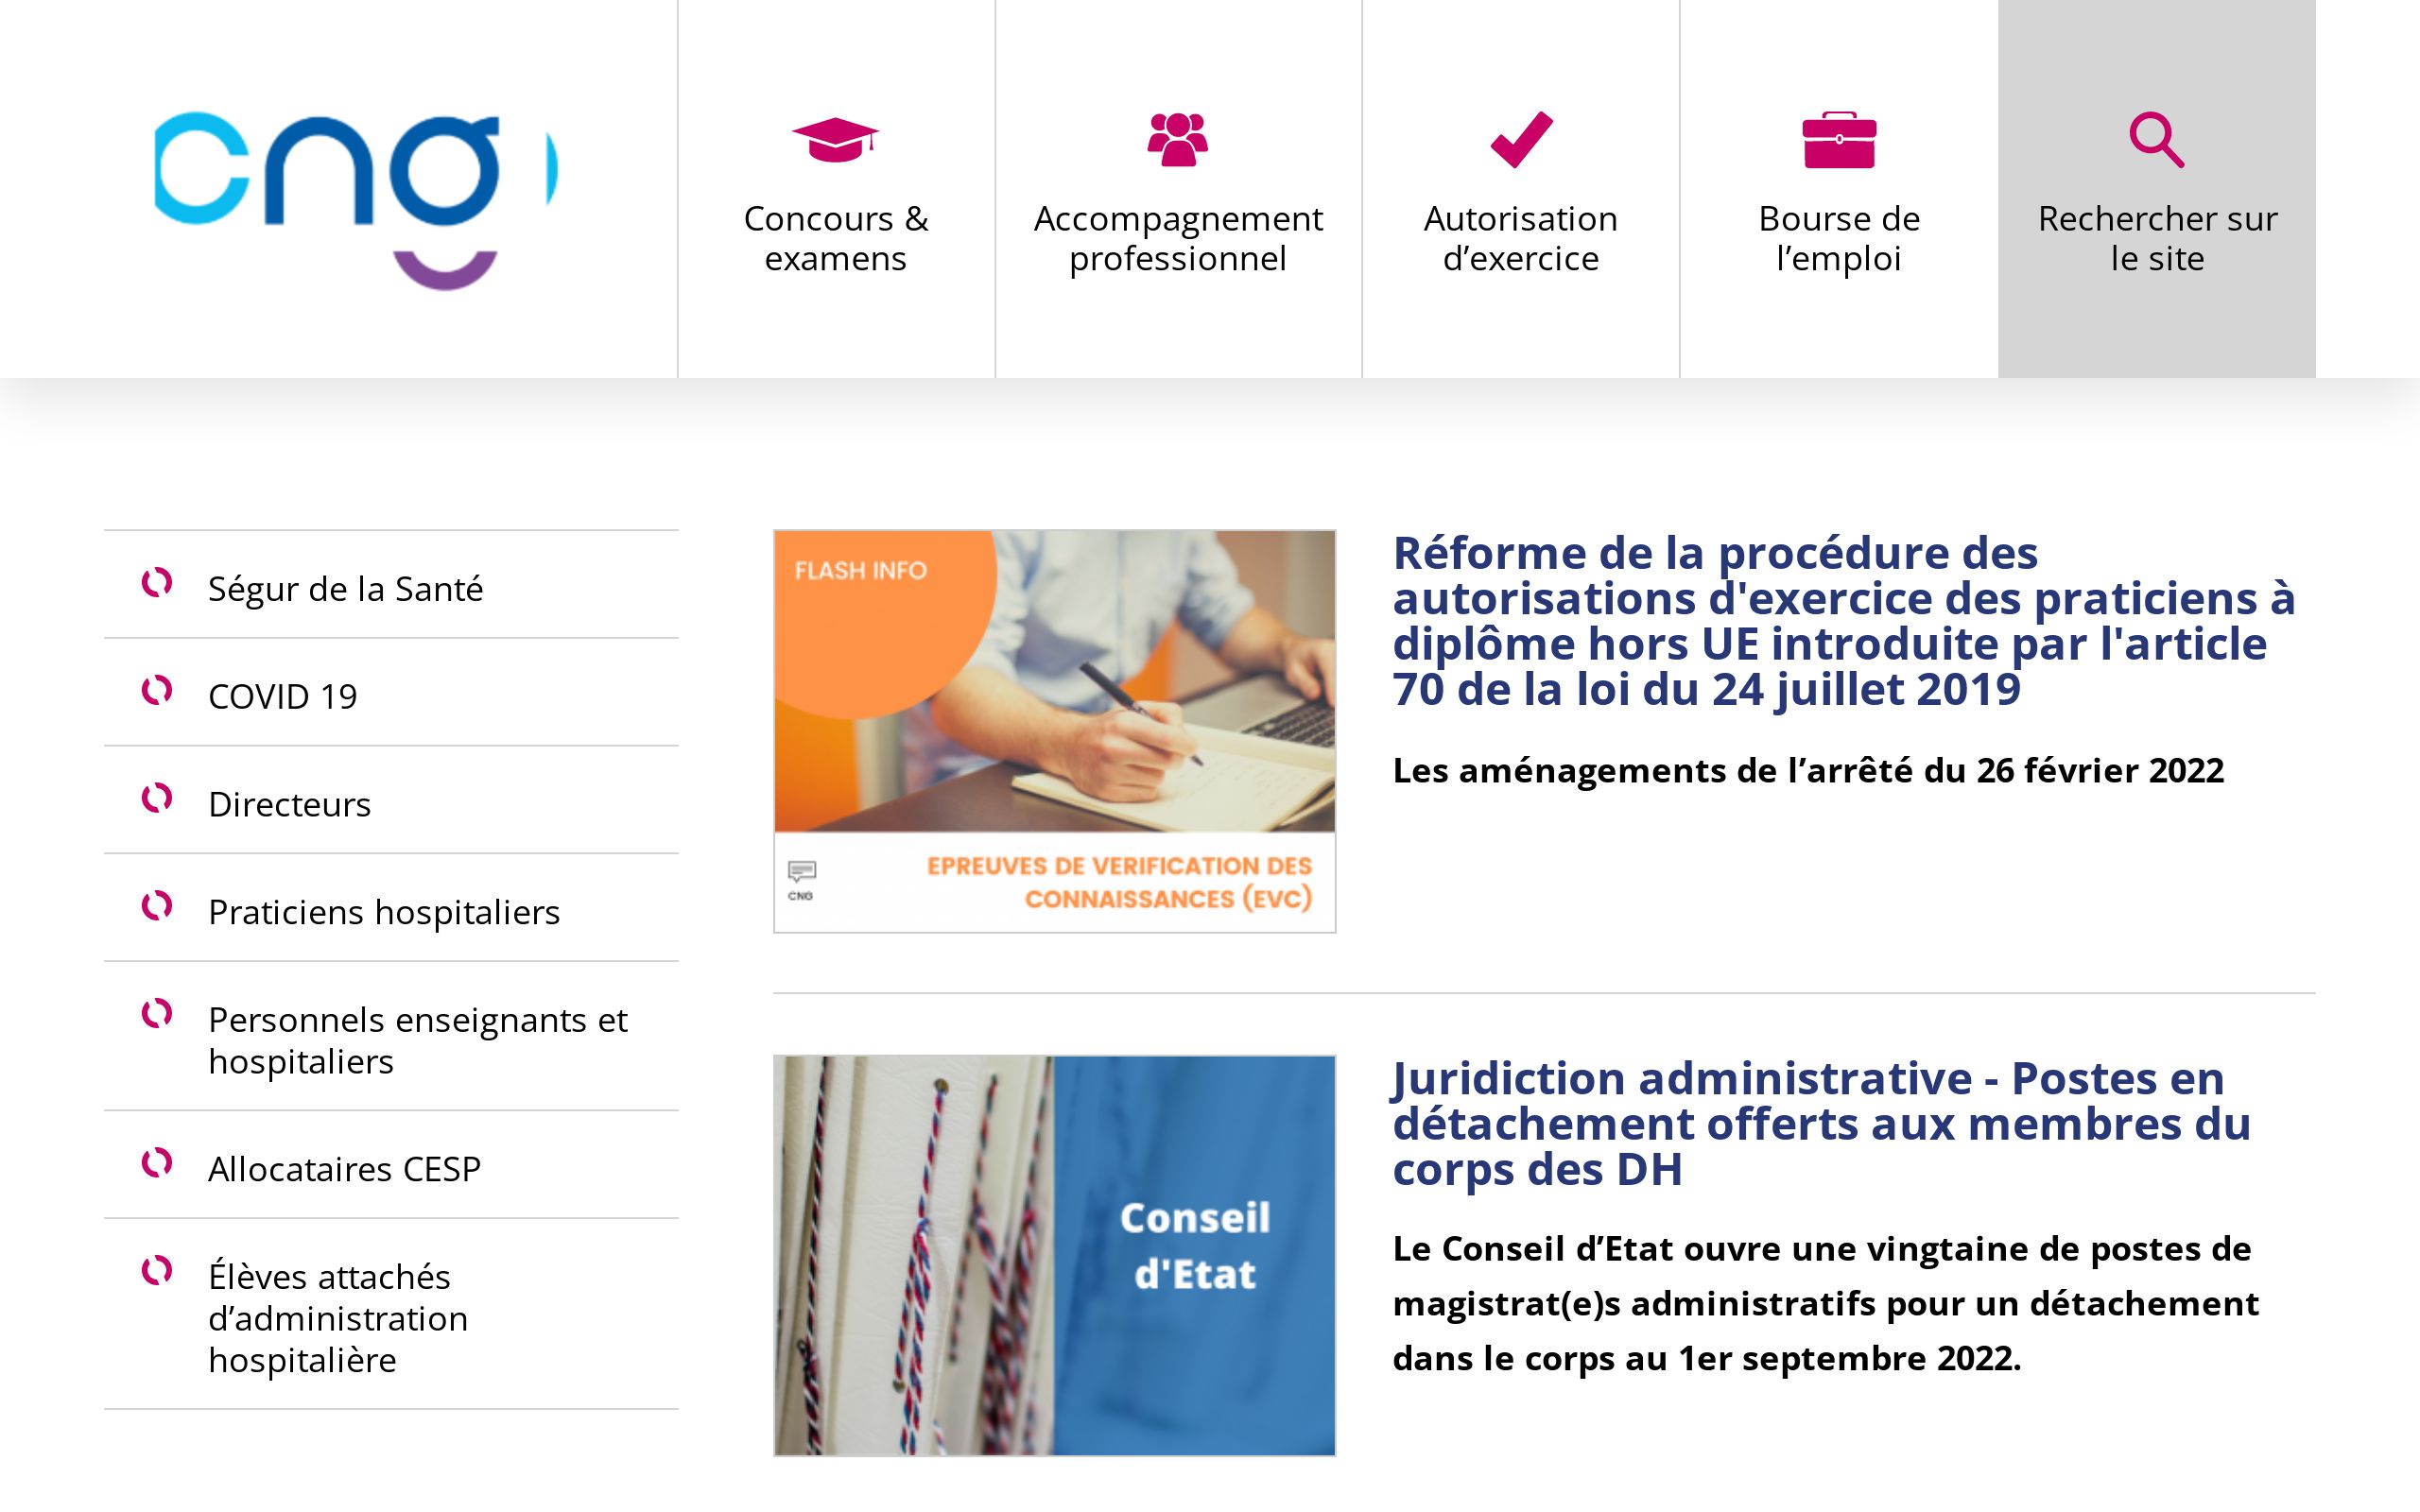 cng
Concours &
examens
Accompagnement
professionnel
Autorisation
d’exercice
Bourse de
l’emploi
Rechercher sur
le site
Ségur de la Santé
COVID 19
Directeurs
Praticiens hospitaliers
Personnels enseignants et
hospitaliers
Allocataires CESP
Élèves attachés
d’administration
hospitalière
FLASH INFO
CNG
EPREUVES DE VERIFICATION DES
CONNAISSANCES (EVC)
Réforme de la procédure des
autorisations d'exercice des praticiens à
diplôme hors UE introduite par l'article
70 de la loi du 24 juillet 2019
Les aménagements de l’arrêté du 26 février 2022
Conseil
d'Etat
Juridiction administrative - Postes en
détachement offerts aux membres du
corps des DH
Le Conseil d’Etat ouvre une vingtaine de postes de
magistrat(e)s administratifs pour un détachement
dans le corps au 1er septembre 2022.